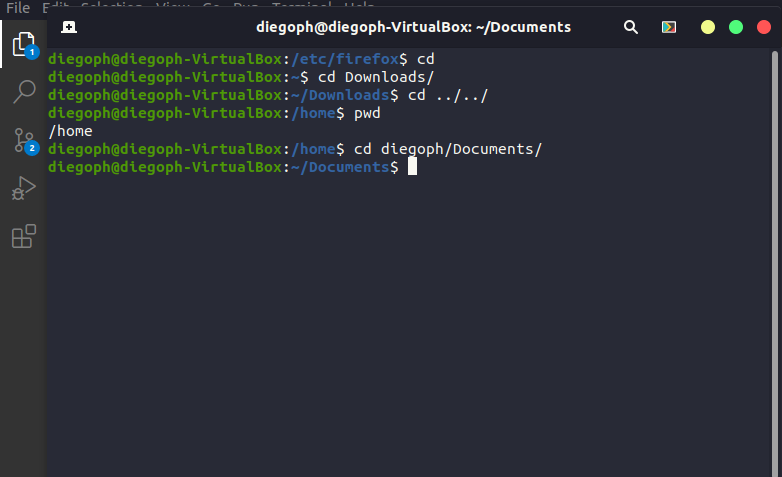 File Edit Selection View Go Run Terminal Help
diegoph@diegoph-VirtualBox: ~/Documents
1
2
diegoph@diegoph-VirtualBox:/etc/firefox$ cd
diegoph@diegoph-VirtualBox:~$ cd Downloads/
diegoph@diegoph-VirtualBox:~/Downloads$ cd ../../
diegoph@diegoph-VirtualBox:/home$ pwd
/home
diegoph@diegoph-VirtualBox:/home$ cd diegoph/Documents/
diegoph@diegoph-VirtualBox:~/Documents$